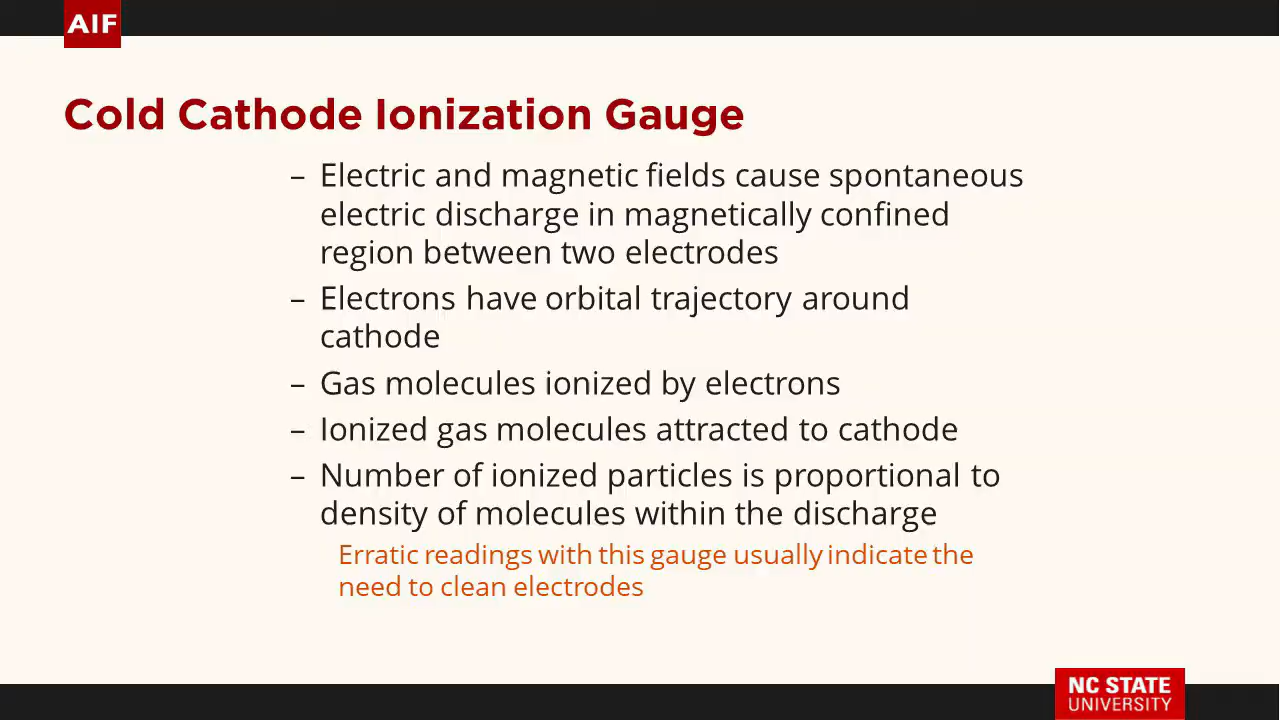 AIF
Cold Cathode Ionization Gauge
– Electric and magnetic fields cause spontaneous
electric discharge in magnetically confined
region between two electrodes
– Electrons have orbital trajectory around
cathode
– Gas molecules ionized by electrons
– Ionized gas molecules attracted to cathode
– Number of ionized particles is proportional to
density of molecules within the discharge
Erratic readings with this gauge usually indicate the
need to clean electrodes
NC STATE
UNIVERSITY